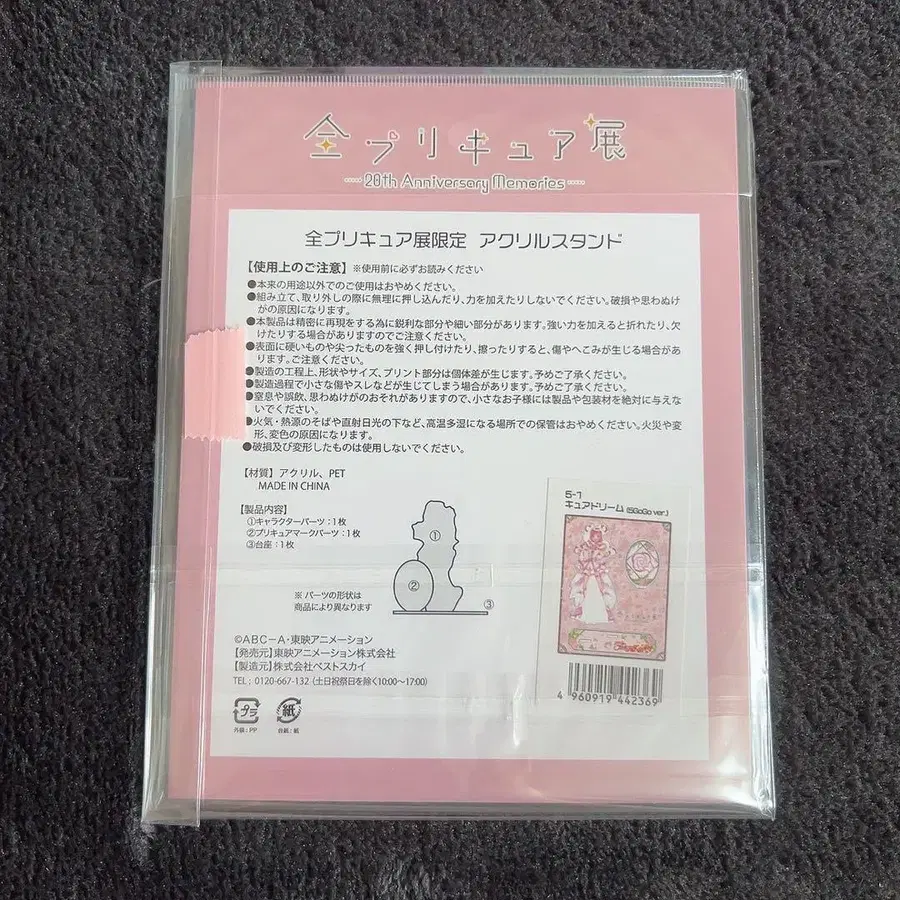 全プリキュア展
20th Anniversary Memories
全プリキュア展限定 アクリルスタンド
【使用上のご注意】※使用前に必ずお読みください
●本来の用途以外でのご使用はおやめください。
●組み立て、取り外しの際に無理に押し込んだり、力を加えたりしないでください。破損や思わぬけ
がの原因になります。
●本製品は精密に再現をする為に鋭利な部分や細い部分があります。強い力を加えると折れたり、欠
けたりする場合がありますのでご注意ください。
●表面に硬いものや尖ったものを強く押し付けたり、擦ったりすると、傷やへこみが生じる場合があ
ります。ご注意ください。
●製造の工程上、形状やサイズ、プリント部分は個体差が生じます。予めご了承ください。
●製造過程で小さな傷やスレなどが生じてしまう場合があります。予めご了承ください。
●窒息や誤飲、思わぬけがのおそれがありますので、小さなお子様には製品や包装材を絶対に与えな
いでください。
●火気・熱源のそばや直射日光の下など、高温多湿になる場所での保管はおやめください。火災や変
形、変色の原因になります。
●破損及び変形したものは使用しないでください。
【材質】アクリル、PET
MADE IN CHINA
【製品内容】
①キャラクターパーツ：1枚
②プリキュアマークパーツ：1枚
③台座：1枚
①
②
③
※ パーツの形状は
商品により異なります
5-1
キュアドリーム (5GoGo ver.)
4 960919 442369
©ABC－A・東映アニメーション
【発売元】東映アニメーション株式会社
【製造元】株式会社ベストスカイ
TEL；0120-667-132（土日祝祭日を除く10:00～17:00）
プラ
紙
外装：PP
台紙：紙